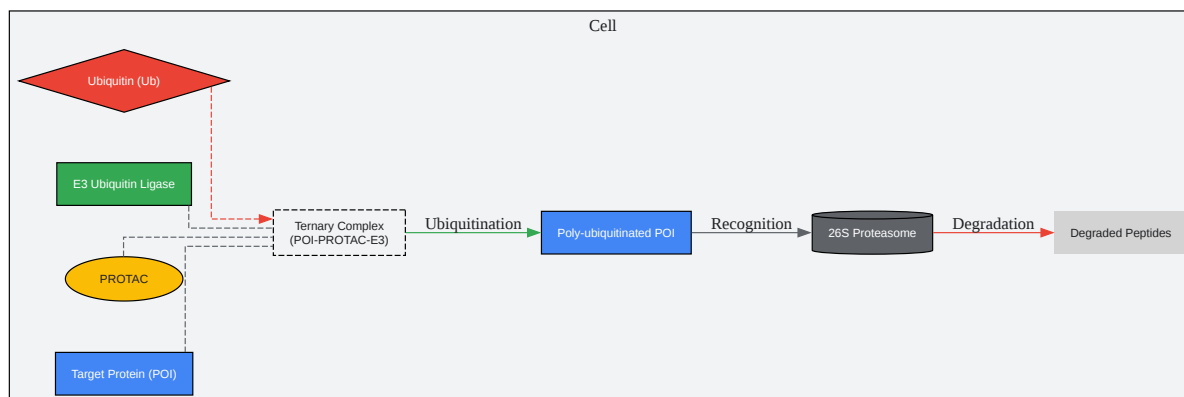 Cell
Ubiquitin (Ub)
E3 Ubiquitin Ligase
PROTAC
Target Protein (POI)
Ternary Complex
(POI-PROTAC-E3)
Ubiquitination
Poly-ubiquitinated POI
Recognition
26S Proteasome
Degradation
Degraded Peptides